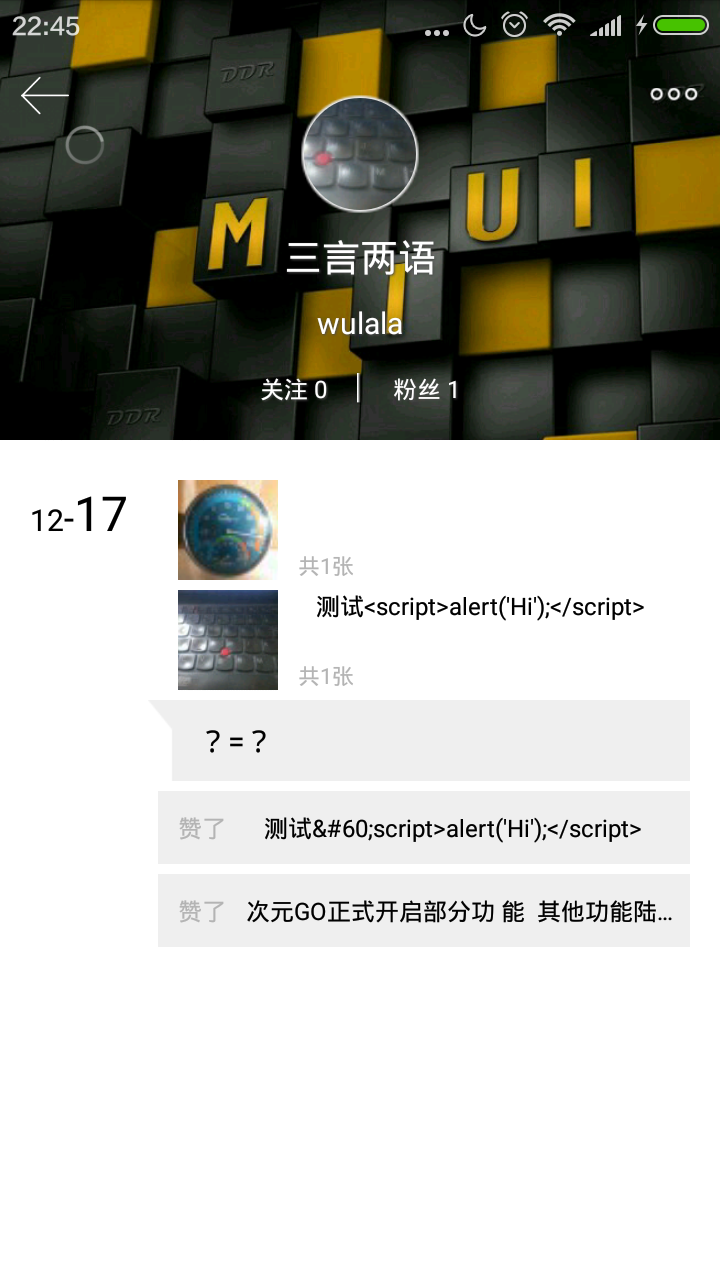 22:45
DDR
M I U I
三言两语
wulala
关注 0 | 粉丝 1
DDR
12-17
共1张
测试<script>alert('Hi');</script>
共1张
? = ?
赞了 测试&#60;script>alert('Hi');</script>
赞了 次元GO正式开启部分功 能 其他功能陆...